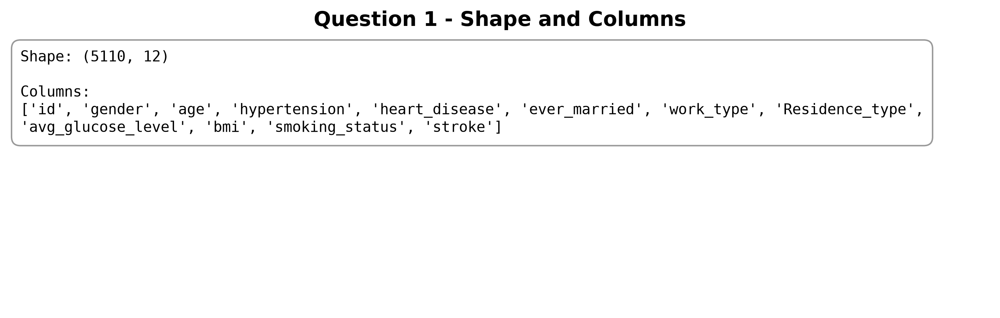 Question 1 - Shape and Columns
Shape: (5110, 12)
Columns:
['id', 'gender', 'age', 'hypertension', 'heart_disease', 'ever_married', 'work_type', 'Residence_type',
'avg_glucose_level', 'bmi', 'smoking_status', 'stroke']